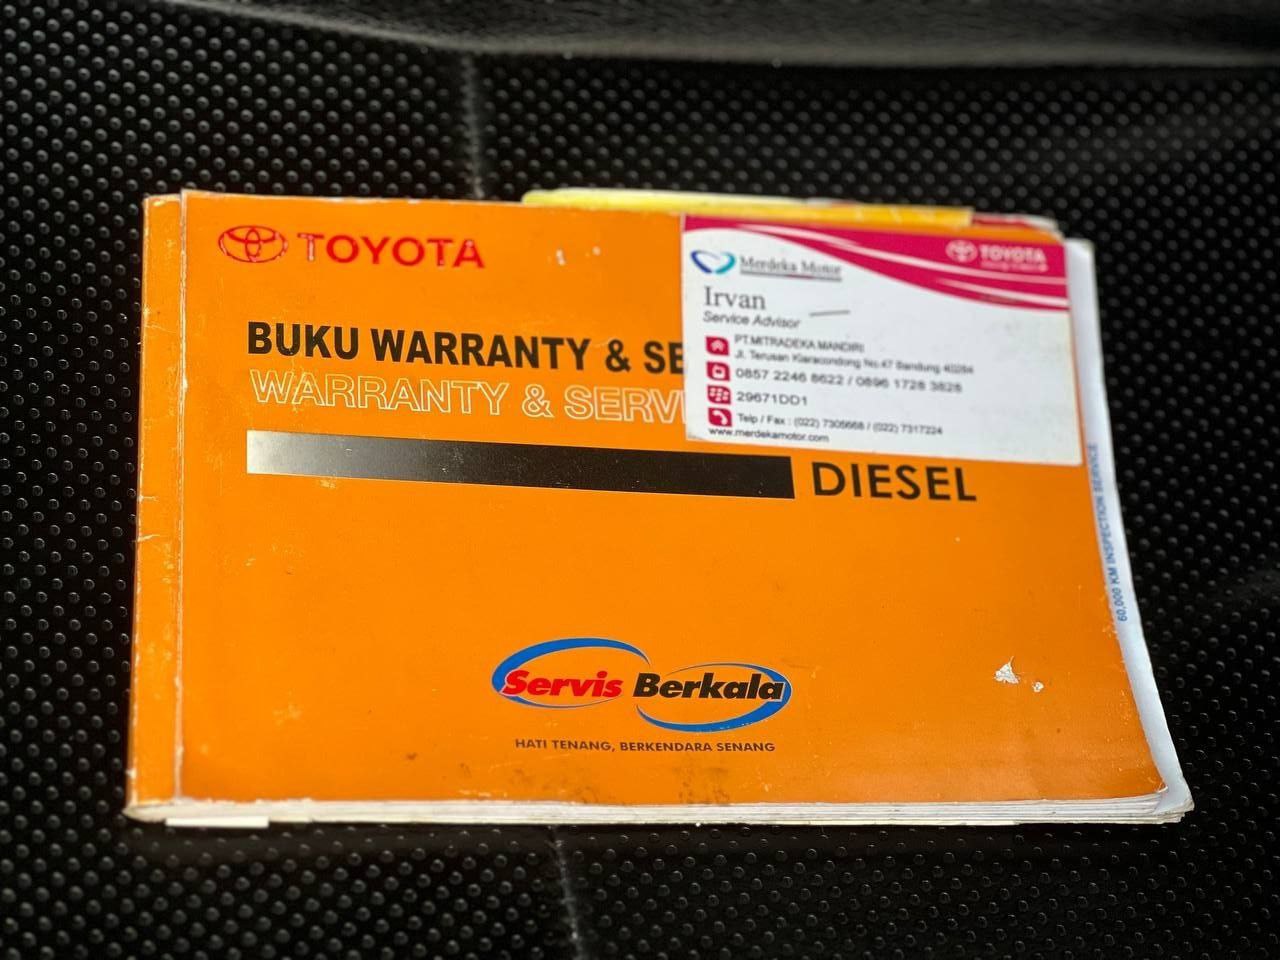 TOYOTA
BUKU WARRANTY & SE
WARRANTY & SERVI
DIESEL
Merdeka Motor
TOYOTA
Irvan
Service Advisor
PT.MITRADEKA MANDIRI
Jl. Terusan Kiaracondong No.47 Bandung 40284
0857 2246 8622 / 0896 1728 3828
29671DD1
Telp / Fax : (022) 7305668 / (022) 7317224
www.merdekamotor.com
60,000 KM INSPECTION SERVICE
Servis Berkala
HATI TENANG, BERKENDARA SENANG